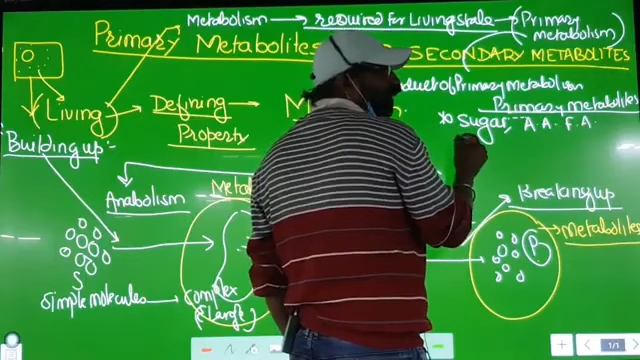 Metabolism → required for Living state → (Primary metabolism)
Primary Metabolites SECONDARY METABOLITES
Product of Primary metabolism
Primary metabolites
Living → Defining Property
* Sugar, A.A. F.A.
Building up
Anabolism
Breaking up
Metabolites
P
Simple molecules → Complex
(large)
1/1